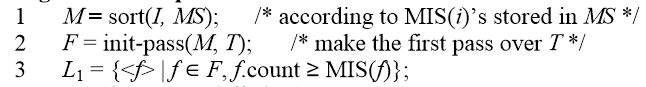 1 M = sort(I, MS); /* according to MIS(i)'s stored in MS */
2 F = init-pass(M, T); /* make the first pass over T */
3 L₁ = {<f> | f ∈ F, f.count ≥ MIS(f)};